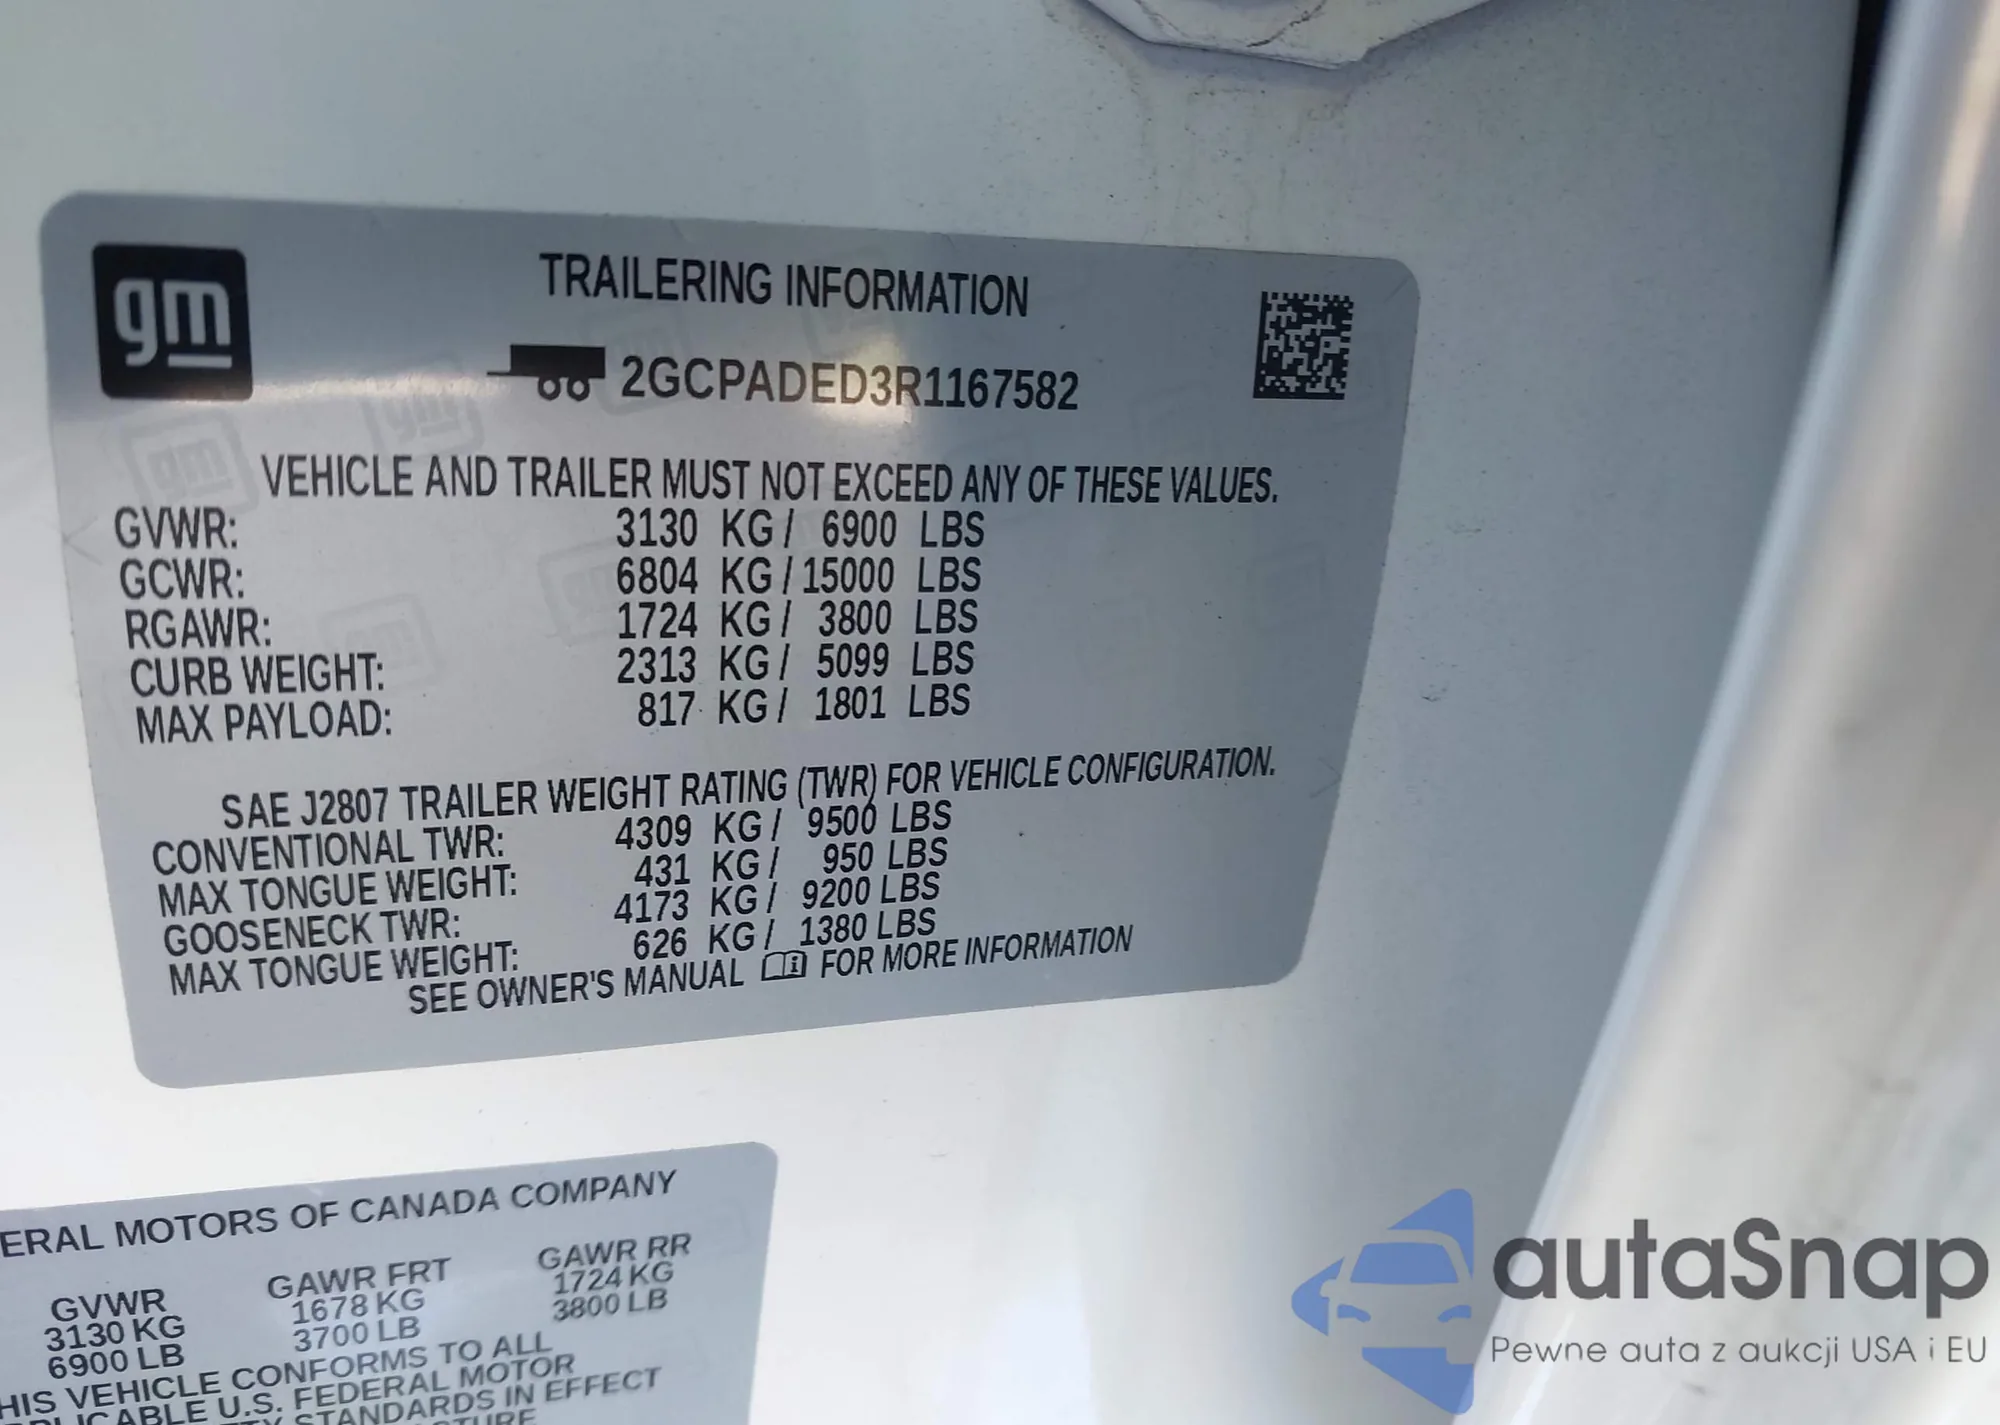 gm
TRAILERING INFORMATION
2GCPADED3R1167582
VEHICLE AND TRAILER MUST NOT EXCEED ANY OF THESE VALUES.
GVWR: 3130 KG / 6900 LBS
GCWR: 6804 KG / 15000 LBS
RGAWR: 1724 KG / 3800 LBS
CURB WEIGHT: 2313 KG / 5099 LBS
MAX PAYLOAD: 817 KG / 1801 LBS
SAE J2807 TRAILER WEIGHT RATING (TWR) FOR VEHICLE CONFIGURATION.
CONVENTIONAL TWR: 4309 KG / 9500 LBS
MAX TONGUE WEIGHT: 431 KG / 950 LBS
GOOSENECK TWR: 4173 KG / 9200 LBS
MAX TONGUE WEIGHT: 626 KG / 1380 LBS
SEE OWNER'S MANUAL FOR MORE INFORMATION
ERAL MOTORS OF CANADA COMPANY
GVWR GAWR FRT GAWR RR
3130 KG 1678 KG 1724 KG
6900 LB 3700 LB 3800 LB
HIS VEHICLE CONFORMS TO ALL
PLICABLE U.S. FEDERAL MOTOR
TY STANDARDS IN EFFECT
CTURE
autaSnap
Pewne auta z aukcji USA i EU